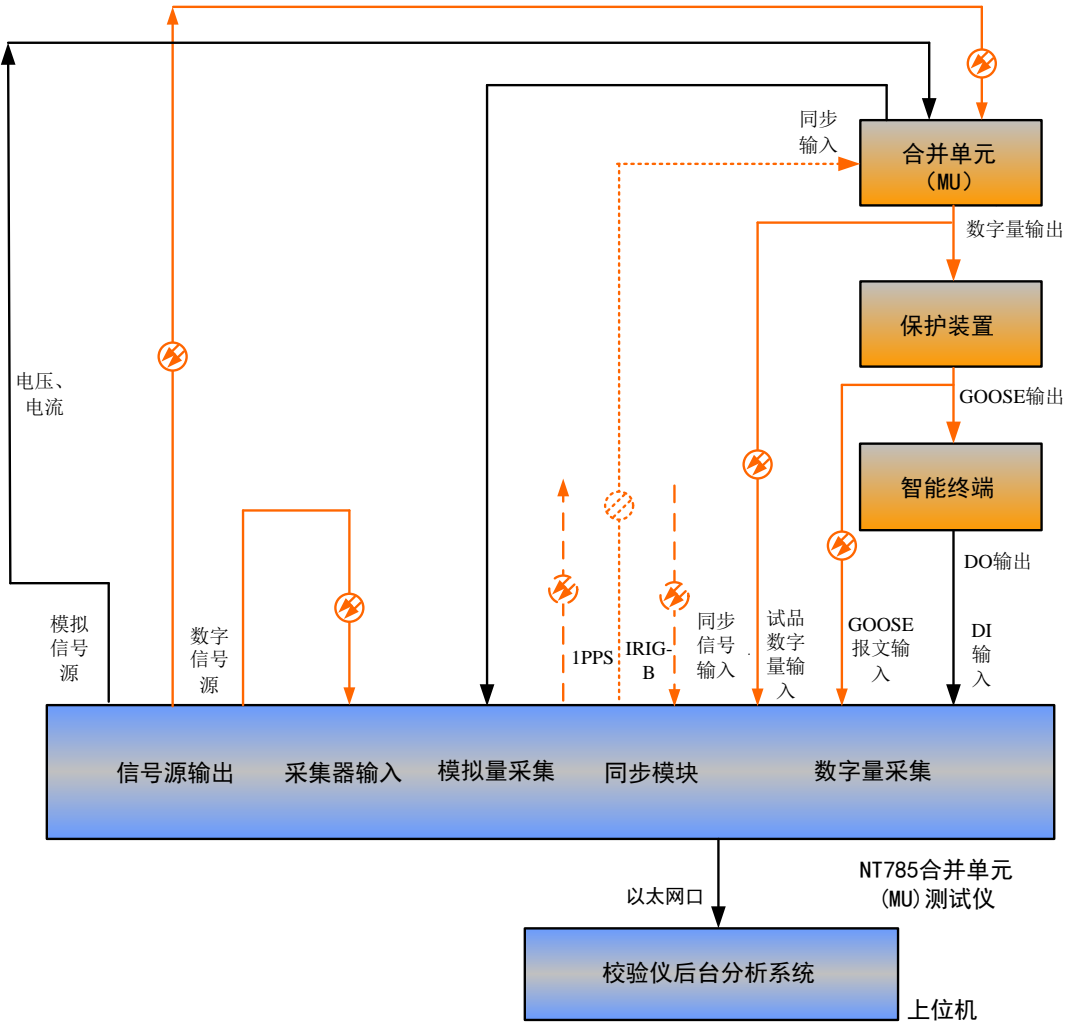 同步
输入
合并单元
（MU）
数字量输出
保护装置
GOOSE输出
电压、
电流
智能终端
DO输出
模拟
信号
源
数字
信号
源
1PPS
IRIG-
B
同步
信号
输入
试品
数字
量输
入
GOOSE
报文输
入
DI
输
入
信号源输出
采集器输入
模拟量采集
同步模块
数字量采集
NT785合并单元
(MU)测试仪
以太网口
校验仪后台分析系统
上位机